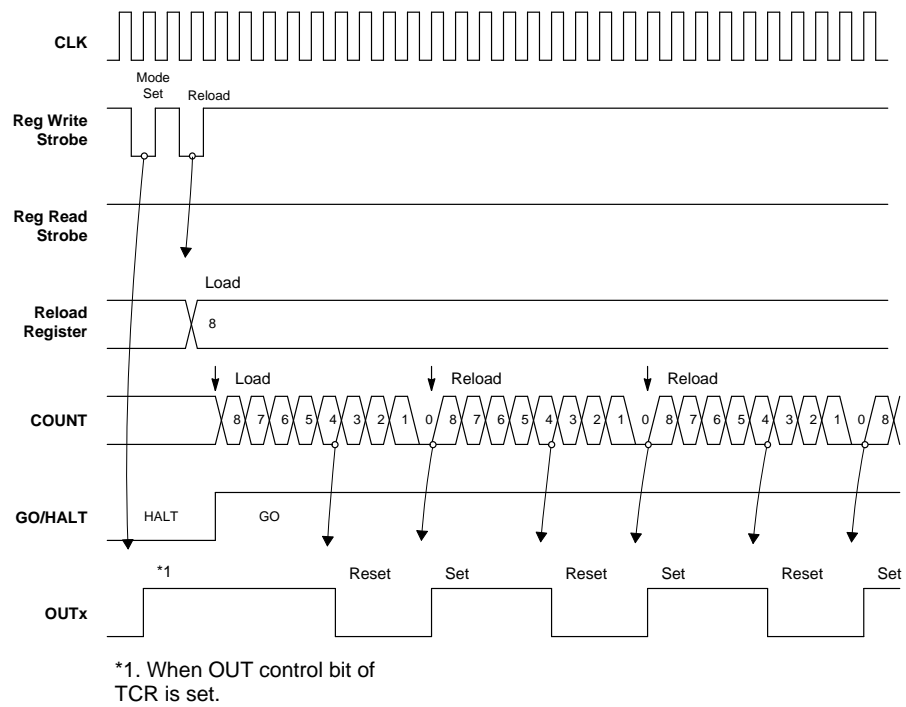 CLK
Mode
Set
Reload
Reg Write
Strobe
Reg Read
Strobe
Load
Reload
Register
8
Load
Reload
Reload
COUNT
8 7 6 5 4 3 2 1 0 8 7 6 5 4 3 2 1 0 8 7 6 5 4 3 2 1 0 8
GO/HALT
HALT
GO
*1
Reset
Set
Reset
Set
Reset
Set
OUTx
*1. When OUT control bit of
TCR is set.